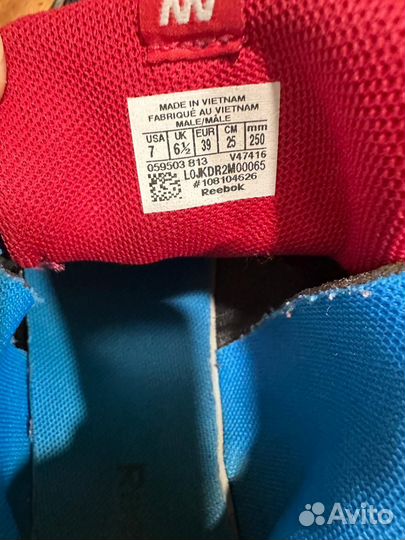 MADE IN VIETNAM
FABRIQUÉ AU VIETNAM
MALE/MÂLE
USA UK EUR CM mm
7 6½ 39 25 250
059503 813 V47416
LOJKDR2M00065
#108104626
Reebok
R
Avito